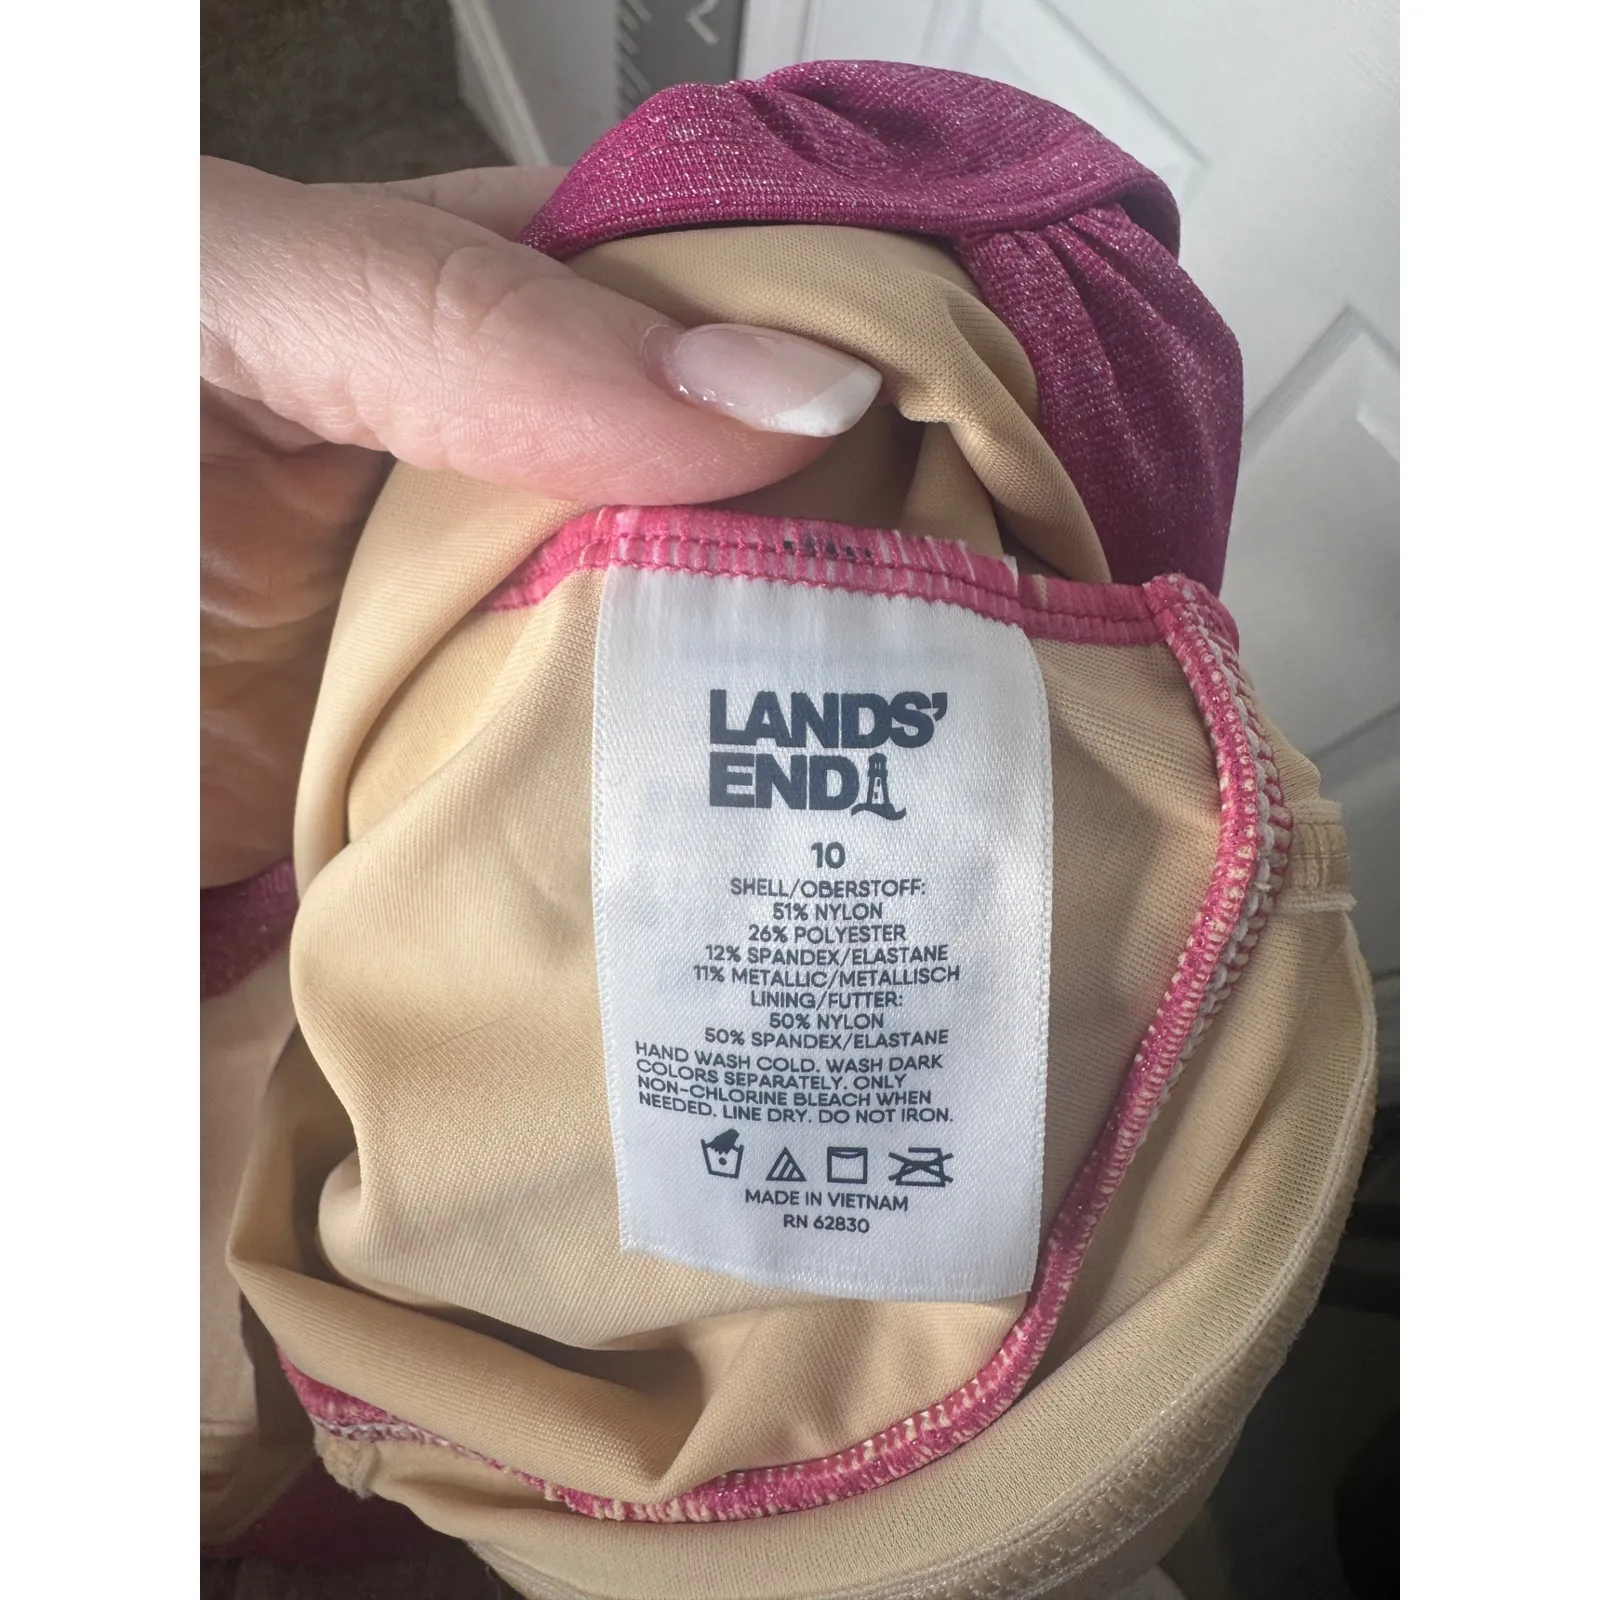 LANDS'
END
10
SHELL/OBERSTOFF:
51% NYLON
26% POLYESTER
12% SPANDEX/ELASTANE
11% METALLIC/METALLISCH
LINING/FUTTER:
50% NYLON
50% SPANDEX/ELASTANE
HAND WASH COLD. WASH DARK
COLORS SEPARATELY. ONLY
NON-CHLORINE BLEACH WHEN
NEEDED. LINE DRY. DO NOT IRON.
MADE IN VIETNAM
RN 62830